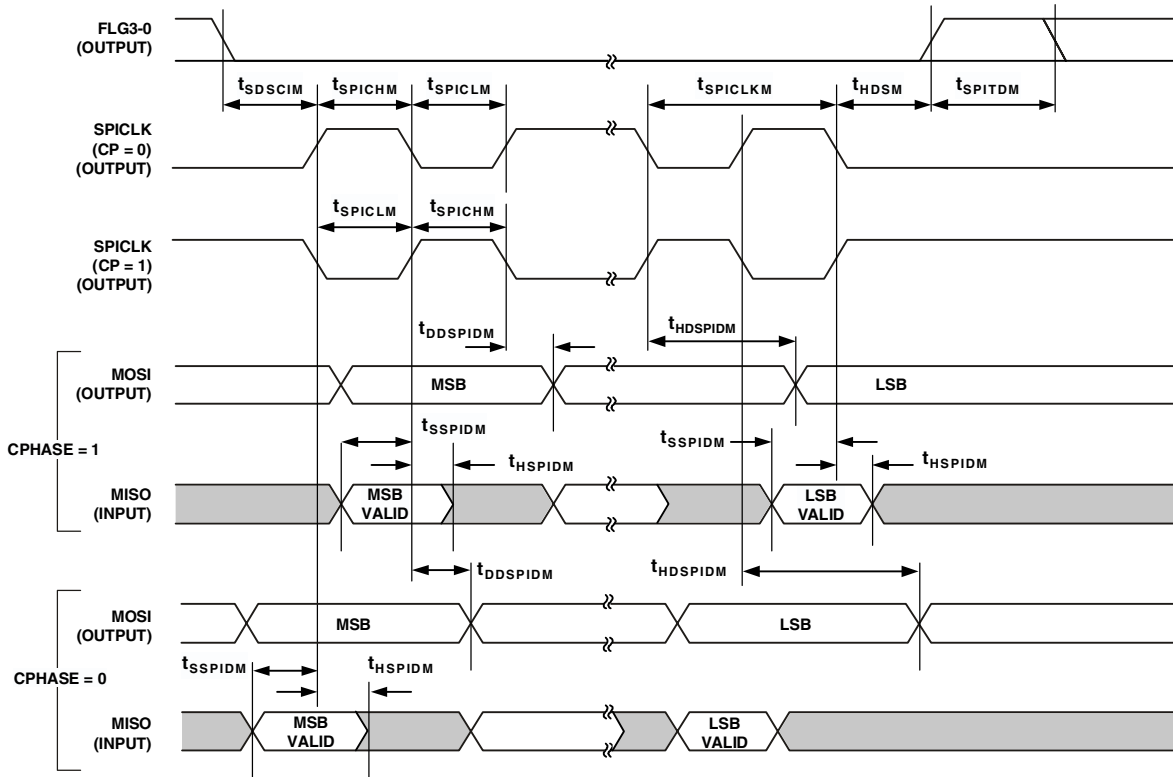 FLG3-0
(OUTPUT)
tSDSCIM tSPICHM tSPICLM tSPICLKM tHDSM tSPITDM
SPICLK
(CP = 0)
(OUTPUT)
tSPICLM tSPICHM
SPICLK
(CP = 1)
(OUTPUT)
tDDSPIDM tHDSPIDM
CPHASE = 1
MOSI
(OUTPUT)
MSB LSB
tSSPIDM tHSPIDM tSSPIDM tHSPIDM
MISO
(INPUT)
MSB
VALID
LSB
VALID
tDDSPIDM tHDSPIDM
CPHASE = 0
MOSI
(OUTPUT)
MSB LSB
tSSPIDM tHSPIDM
MISO
(INPUT)
MSB
VALID
LSB
VALID